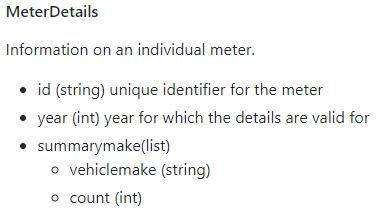 MeterDetails
Information on an individual meter.
• id (string) unique identifier for the meter
• year (int) year for which the details are valid for
• summarymake(list)
○ vehiclemake (string)
○ count (int)